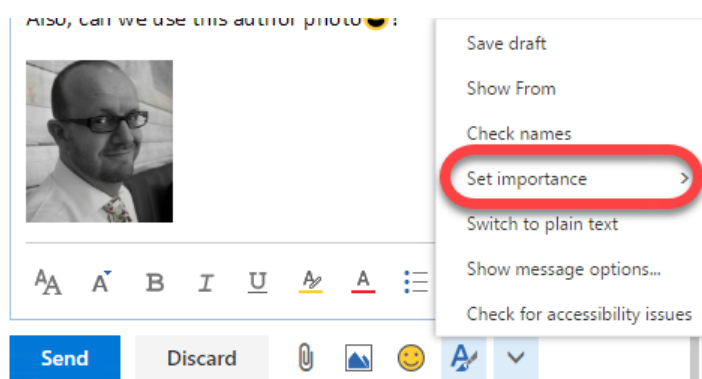 Also, can we use this author photo😃?
Save draft
Show From
Check names
Set importance
Switch to plain text
Show message options...
Check for accessibility issues
AA A B I U A A
Send Discard